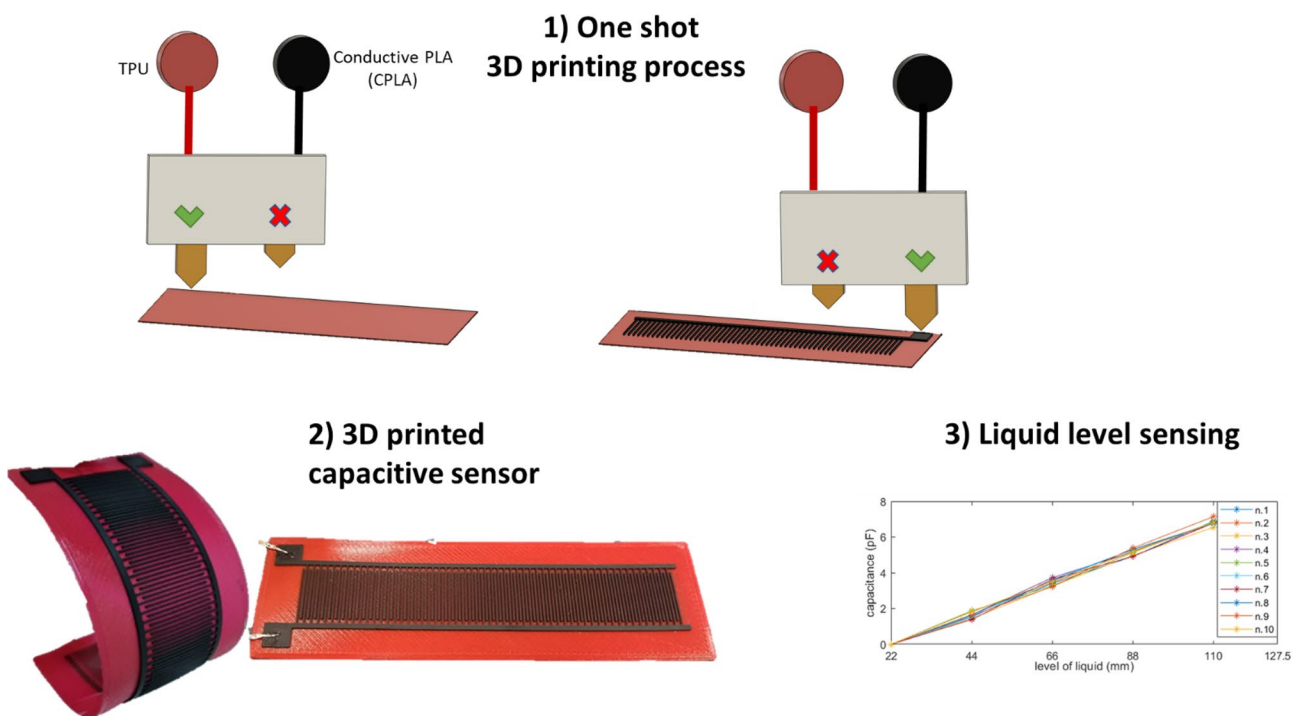 1) One shot
3D printing process
TPU
Conductive PLA
(CPLA)
2) 3D printed
capacitive sensor
3) Liquid level sensing
capacitance (pF)
8
6
4
2
0
22
44
66
88
110
127.5
level of liquid (mm)
n.1
n.2
n.3
n.4
n.5
n.6
n.7
n.8
n.9
n.10